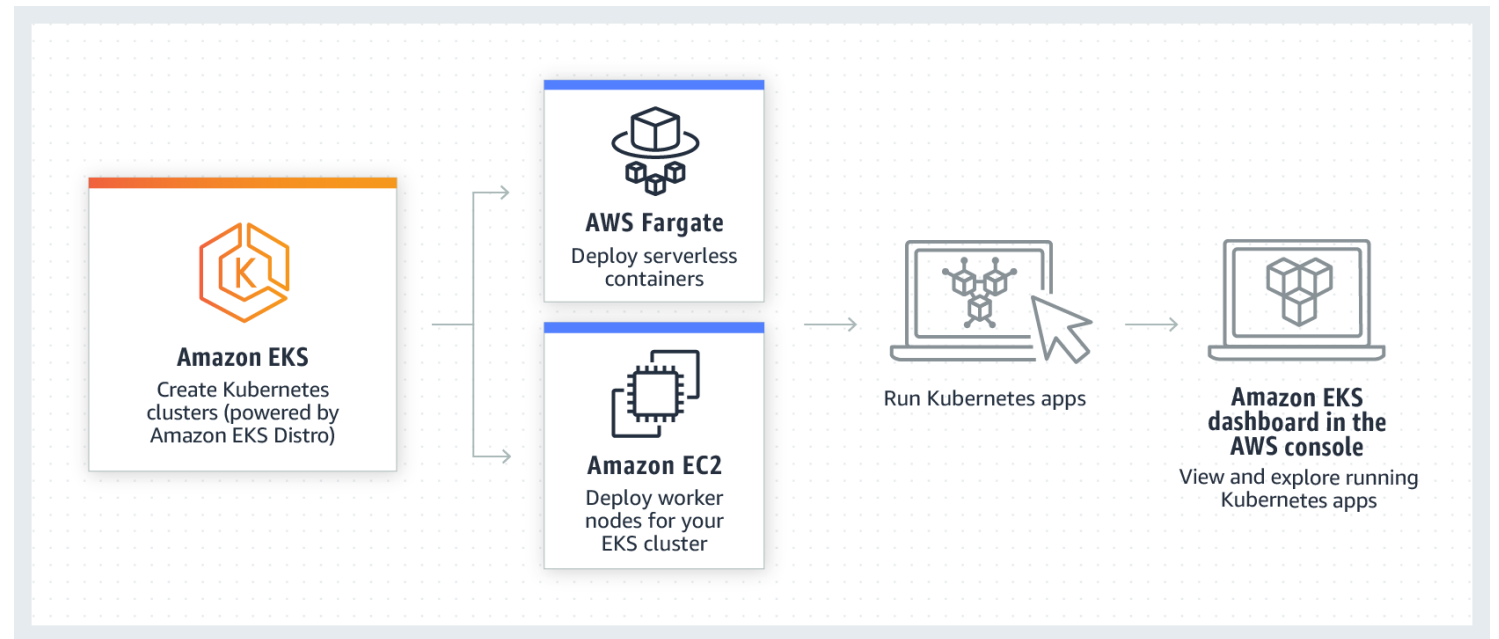 K
Amazon EKS
Create Kubernetes
clusters (powered by
Amazon EKS Distro)
AWS Fargate
Deploy serverless
containers
Amazon EC2
Deploy worker
nodes for your
EKS cluster
Run Kubernetes apps
Amazon EKS
dashboard in the
AWS console
View and explore running
Kubernetes apps